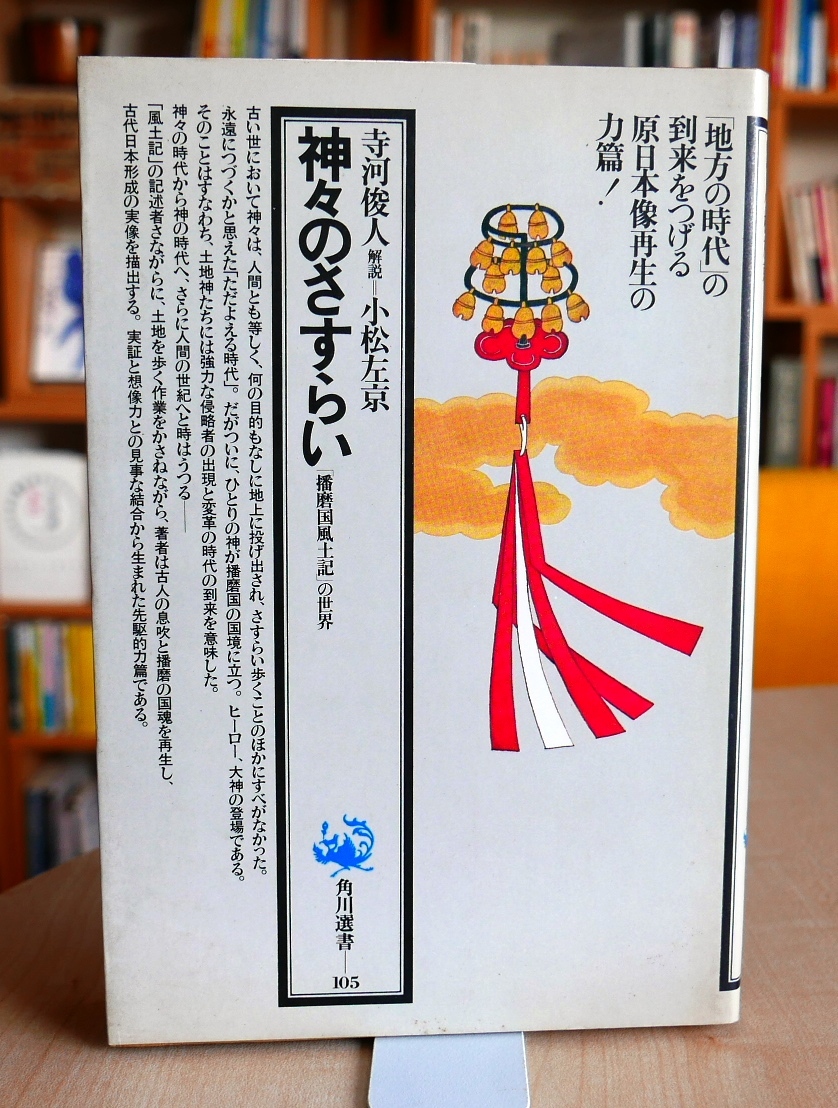 「地方の時代」の
到来をつげる
原日本像再生の
力篇！
寺河俊人 解説＝小松左京
神々のさすらい
「播磨国風土記」の世界
角川選書―105
古い世において神々は、人間とも等しく、何の目的もなしに地上に投げ出され、さすらい歩くことのほかにすべがなかった。
永遠につづくかと思えた「ただよえる時代」。だがついに、ひとりの神が播磨国の国境に立つ。ヒーロー、大神の登場である。
そのことはすなわち、土地神たちには強力な侵略者の出現と変革の時代の到来を意味した。
神々の時代から神の時代へ、さらに人間の世紀へと時はうつる――
「風土記」の記述者さながらに、土地を歩く作業をかさねながら、著者は古人の息吹と播磨の国魂を再生し、
古代日本形成の実像を描出する。実証と想像力との見事な結合から生まれた先駆的力篇である。